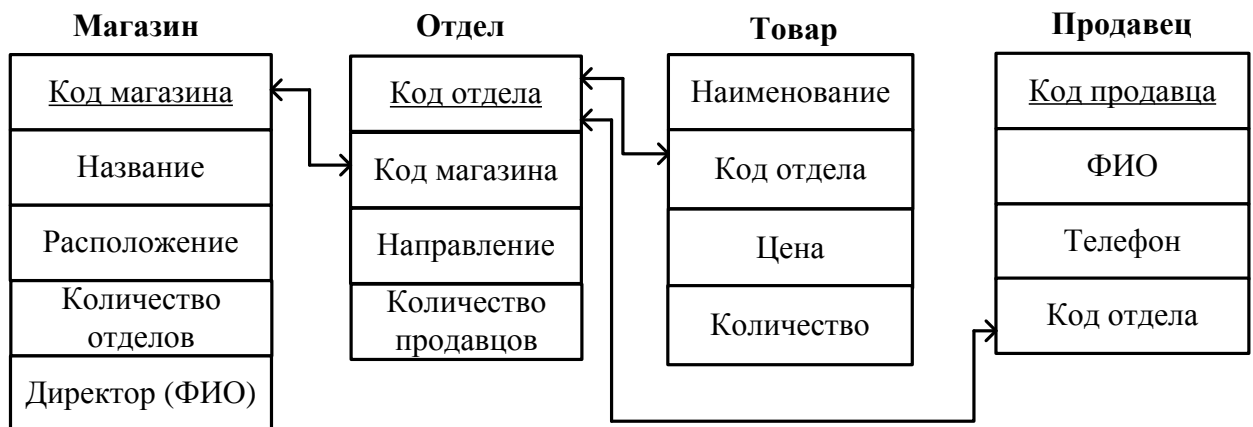 Магазин
Код магазина
Название
Расположение
Количество
отделов
Директор (ФИО)
Отдел
Код отдела
Код магазина
Направление
Количество
продавцов
Товар
Наименование
Код отдела
Цена
Количество
Продавец
Код продавца
ФИО
Телефон
Код отдела